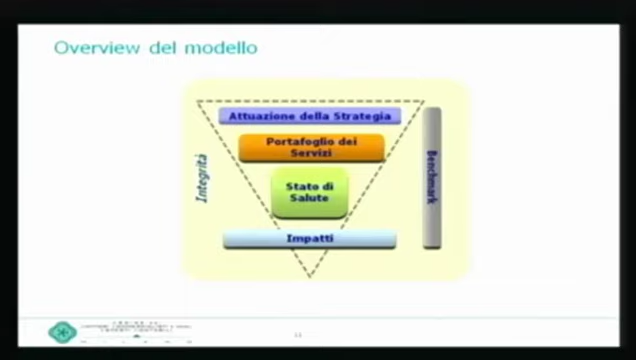 Overview del modello
Attuazione della Strategia
Portafoglio dei
Servizi
Integrità
Stato di
Salute
Benchmark
Impatti